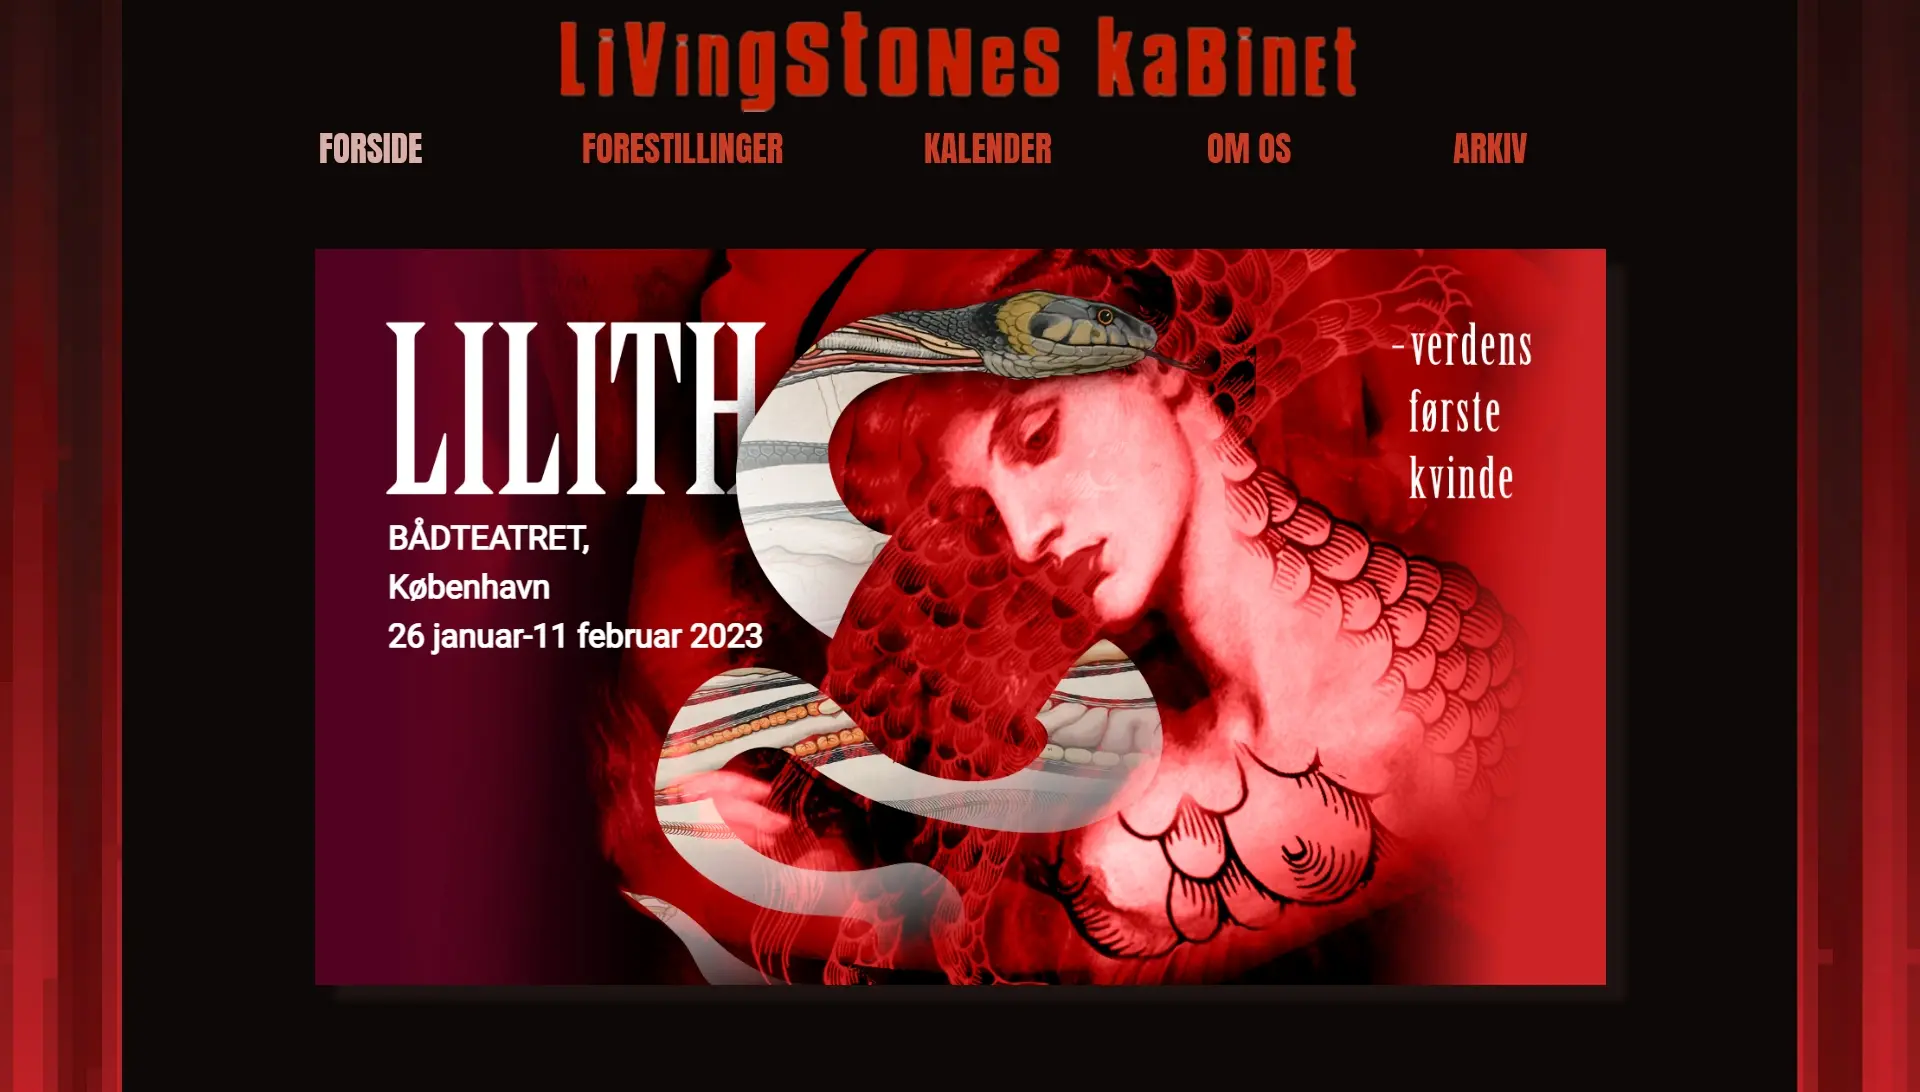 LiVingSToNeS kaBinEt
FORSIDE FORESTILLINGER KALENDER OM OS ARKIV
LILITH
BÅDTEATRET,
København
26 januar-11 februar 2023
-verdens
første
kvinde